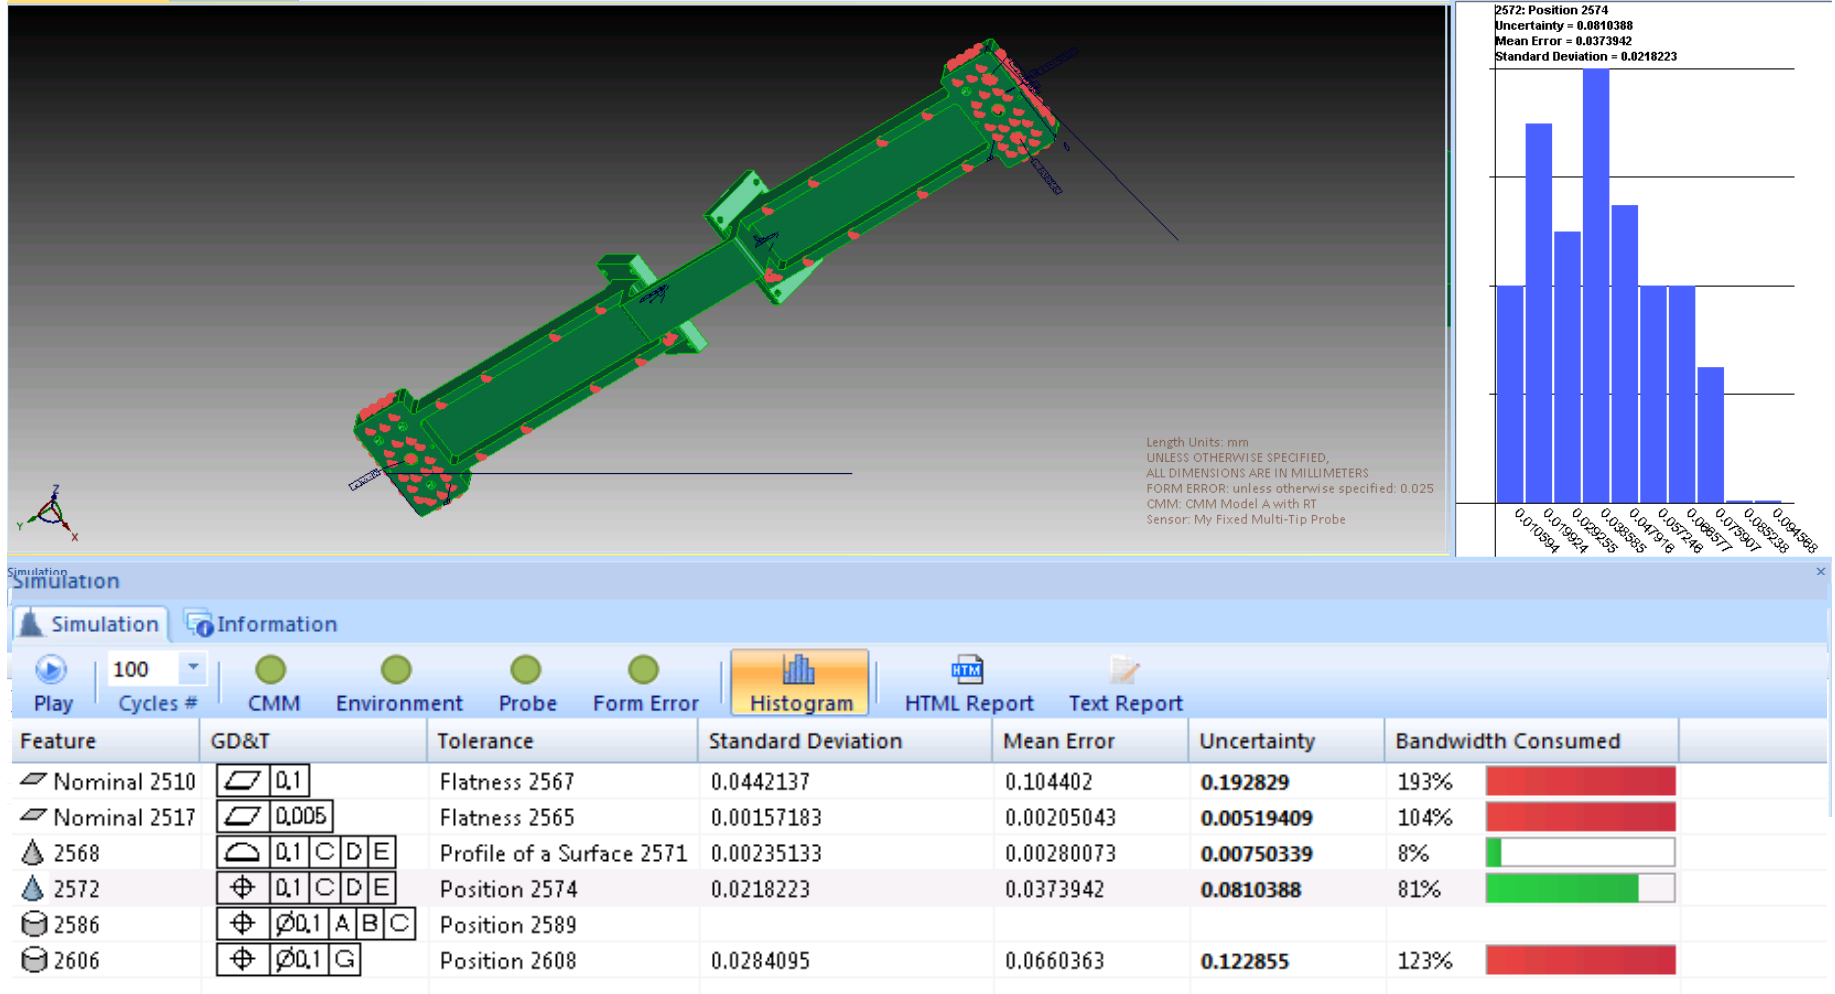 2572: Position 2574
Uncertainty = 0.0810388
Mean Error = 0.0373942
Standard Deviation = 0.0218223
Length Units: mm
UNLESS OTHERWISE SPECIFIED,
ALL DIMENSIONS ARE IN MILLIMETERS
FORM ERROR: unless otherwise specified: 0.025
CMM: CMM Model A with RT
Sensor: My Fixed Multi-Tip Probe
Z
Y
X
0.010594 0.019924 0.029255 0.038585 0.047916 0.057246 0.066577 0.075907 0.085238 0.094568
Simulation
Simulation
Simulation Information
100
Play Cycles # CMM Environment Probe Form Error Histogram HTML Report Text Report
HTM
Feature GD&T Tolerance Standard Deviation Mean Error Uncertainty Bandwidth Consumed
Nominal 2510 ⏥ 0.1 Flatness 2567 0.0442137 0.104402 0.192829 193%
Nominal 2517 ⏥ 0.005 Flatness 2565 0.00157183 0.00205043 0.00519409 104%
2568 ⌓ 0.1 C D E Profile of a Surface 2571 0.00235133 0.00280073 0.00750339 8%
2572 ⌖ 0.1 C D E Position 2574 0.0218223 0.0373942 0.0810388 81%
2586 ⌖ Ø0.1 A B C Position 2589
2606 ⌖ Ø0.1 G Position 2608 0.0284095 0.0660363 0.122855 123%